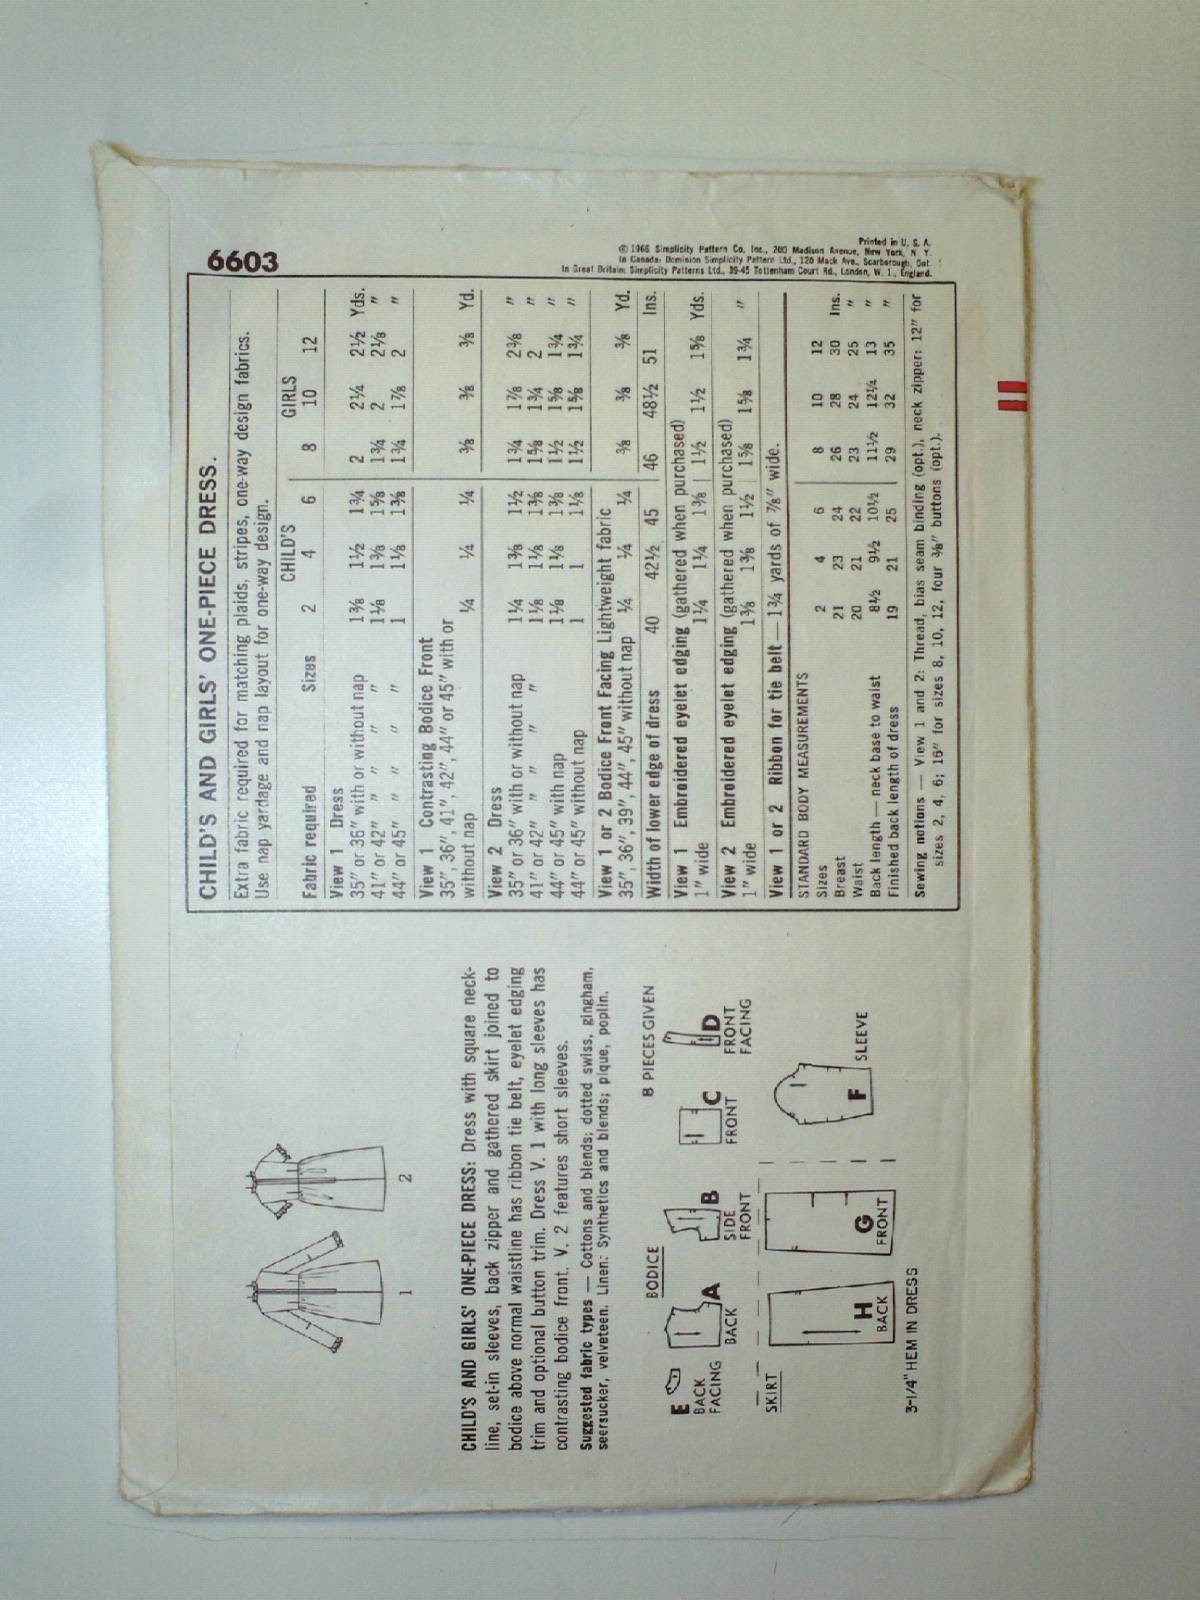 6603
© 1966 Simplicity Pattern Co. Inc., 200 Madison Avenue, New York, N. Y.
Printed in U. S. A.
In Canada: Dominion Simplicity Pattern Ltd., 120 Mack Ave., Scarborough, Ont.
In Great Britain: Simplicity Patterns Ltd., 39-45 Tottenham Court Rd., London, W. 1., England.
CHILD'S AND GIRLS' ONE-PIECE DRESS.
Extra fabric required for matching plaids, stripes, one-way design fabrics.
Use nap yardage and nap layout for one-way design.
CHILD'S GIRLS
Fabric required Sizes 2 4 6 8 10 12
View 1 Dress
35" or 36" with or without nap 1⅜ 1½ 1¾ 2 2¼ 2½ Yds.
41" or 42" " " " 1⅛ 1⅜ 1⅝ 1¾ 2 2⅛ "
44" or 45" " " " 1 1⅛ 1⅜ 1¾ 1⅞ 2 "
View 1 Contrasting Bodice Front
35", 36", 41", 42", 44" or 45" with or
without nap ¼ ¼ ¼ ⅜ ⅜ ⅜ Yd.
View 2 Dress
35" or 36" with or without nap 1¼ 1⅜ 1½ 1¾ 1⅞ 2⅜ "
41" or 42" " " " 1⅛ 1⅛ 1⅜ 1⅝ 1¾ 2 "
44" or 45" with nap 1⅛ 1⅛ 1⅜ 1½ 1⅝ 1¾ "
44" or 45" without nap 1 1 1⅛ 1½ 1⅝ 1¾ "
View 1 or 2 Bodice Front Facing Lightweight fabric
35", 36", 39", 44", 45" without nap ¼ ¼ ¼ ⅜ ⅜ ⅜ Yd.
Width of lower edge of dress 40 42½ 45 46 48½ 51 Ins.
View 1 Embroidered eyelet edging (gathered when purchased)
1" wide 1¼ 1¼ 1⅜ 1½ 1½ 1⅝ Yds.
View 2 Embroidered eyelet edging (gathered when purchased)
1" wide 1⅜ 1⅜ 1½ 1⅝ 1⅝ 1¾ "
View 1 or 2 Ribbon for tie belt — 1¾ yards of ⅞" wide.
STANDARD BODY MEASUREMENTS
Sizes 2 4 6 8 10 12
Breast 21 23 24 26 28 30 Ins.
Waist 20 21 22 23 24 25 "
Back length — neck base to waist 8½ 9½ 10½ 11½ 12¼ 13 "
Finished back length of dress 19 21 25 29 32 35 "
Sewing notions — View 1 and 2: Thread, bias seam binding (opt.), neck zipper: 12" for
sizes 2, 4, 6; 16" for sizes 8, 10, 12, four ⅜" buttons (opt.).
1 2
CHILD'S AND GIRLS' ONE-PIECE DRESS: Dress with square neck-
line, set-in sleeves, back zipper and gathered skirt joined to
bodice above normal waistline has ribbon tie belt, eyelet edging
trim and optional button trim. Dress V. 1 with long sleeves has
contrasting bodice front. V. 2 features short sleeves.
Suggested fabric types — Cottons and blends; dotted swiss, gingham,
seersucker, velveteen. Linen: Synthetics and blends; pique, poplin.
8 PIECES GIVEN
BODICE
E
BACK
FACING
A
BACK
B
SIDE
FRONT
C
FRONT
D
FRONT
FACING
SKIRT
H
BACK
G
FRONT
F
SLEEVE
3-1/4" HEM IN DRESS